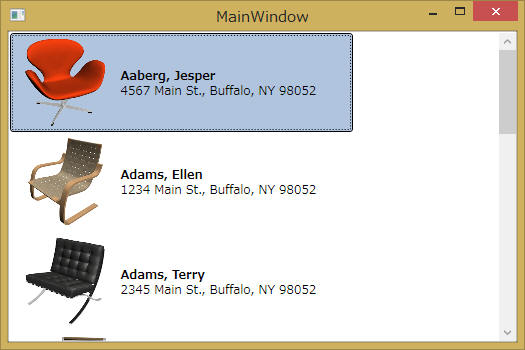 MainWindow
Aaberg, Jesper
4567 Main St., Buffalo, NY 98052
Adams, Ellen
1234 Main St., Buffalo, NY 98052
Adams, Terry
2345 Main St., Buffalo, NY 98052